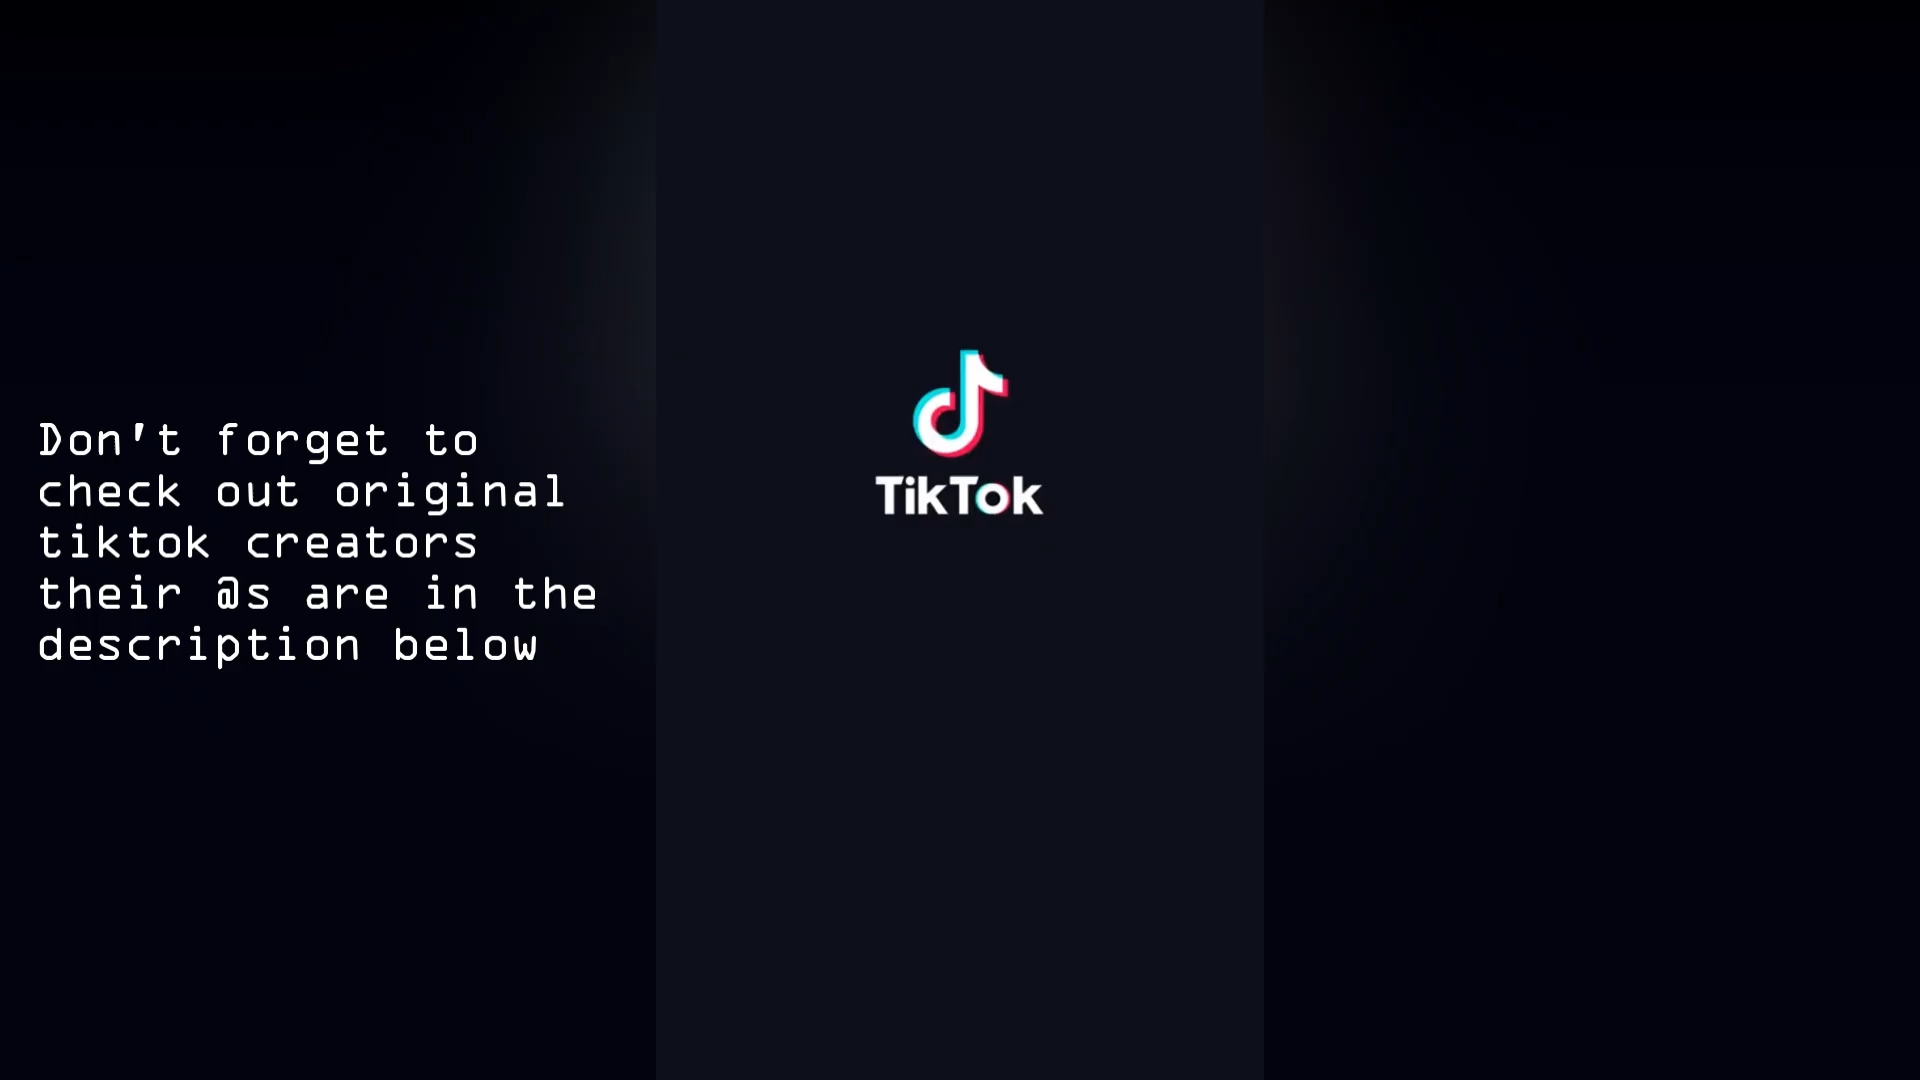 Don't forget to
check out original
tiktok creators
their @s are in the
description below
TikTok